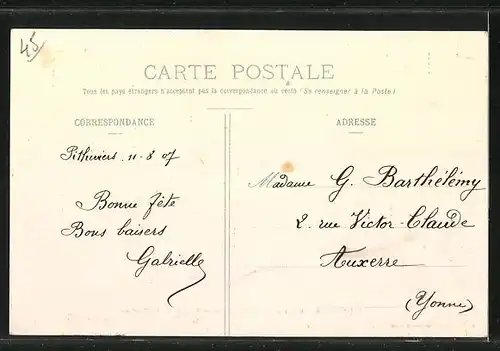 45
CARTE POSTALE
Tous les pays étrangers n'acceptent pas la correspondance au recto (Se renseigner à la Poste)
CORRESPONDANCE
ADRESSE
Pithiviers 11-8 07
Bonne fête
Bons baisers
Gabrielle
Madame G. Barthélémy
2. rue Victor-Claude
Auxerre
(Yonne)